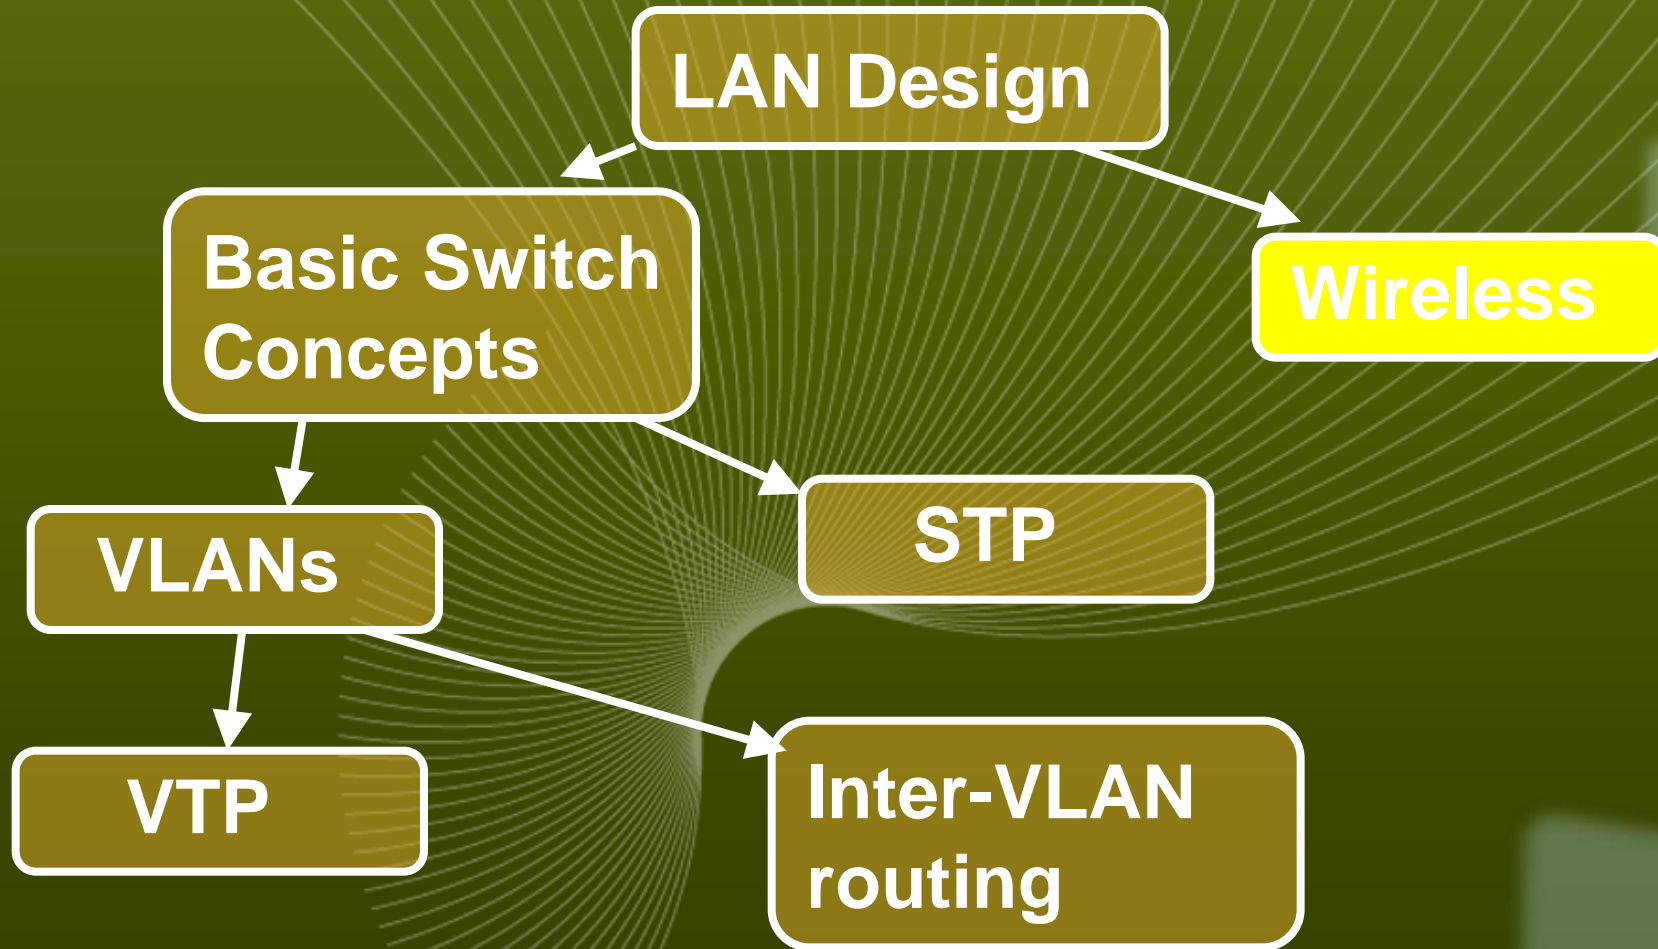 LAN Design
Basic Switch
Concepts
Wireless
VLANs
STP
VTP
Inter-VLAN
routing